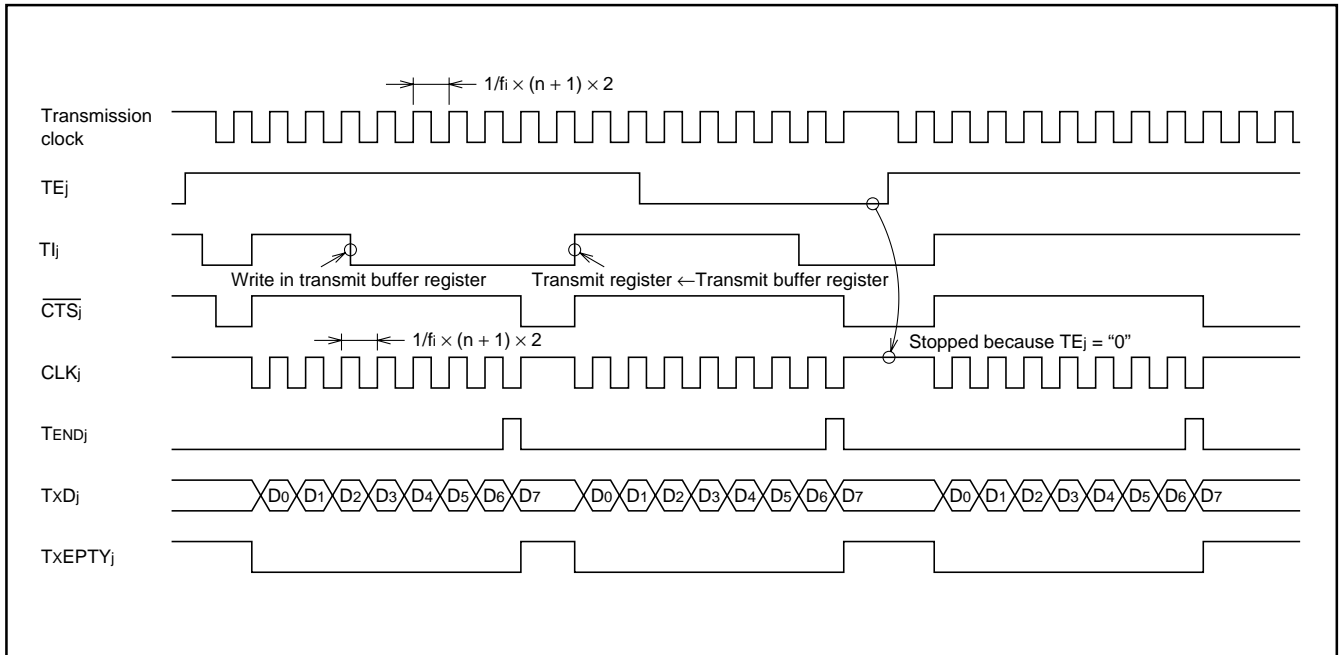 1/fi × (n + 1) × 2
Transmission
clock
TEj
TIj
Write in transmit buffer register
Transmit register ←Transmit buffer register
CTSj
1/fi × (n + 1) × 2
Stopped because TEj = “0”
CLKj
TENDj
TxDj
D0 D1 D2 D3 D4 D5 D6 D7 D0 D1 D2 D3 D4 D5 D6 D7 D0 D1 D2 D3 D4 D5 D6 D7
TxEPTYj